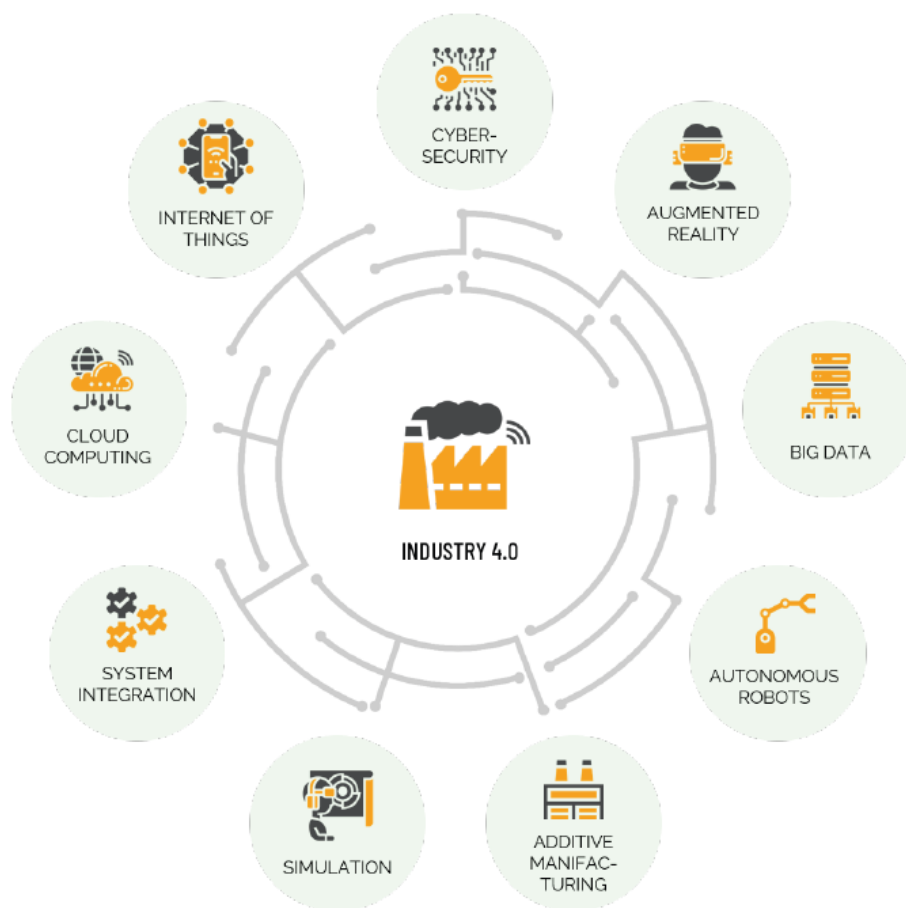 CYBER-
SECURITY
AUGMENTED
REALITY
BIG DATA
AUTONOMOUS
ROBOTS
ADDITIVE
MANIFAC-
TURING
SIMULATION
SYSTEM
INTEGRATION
CLOUD
COMPUTING
INTERNET OF
THINGS
INDUSTRY 4.0